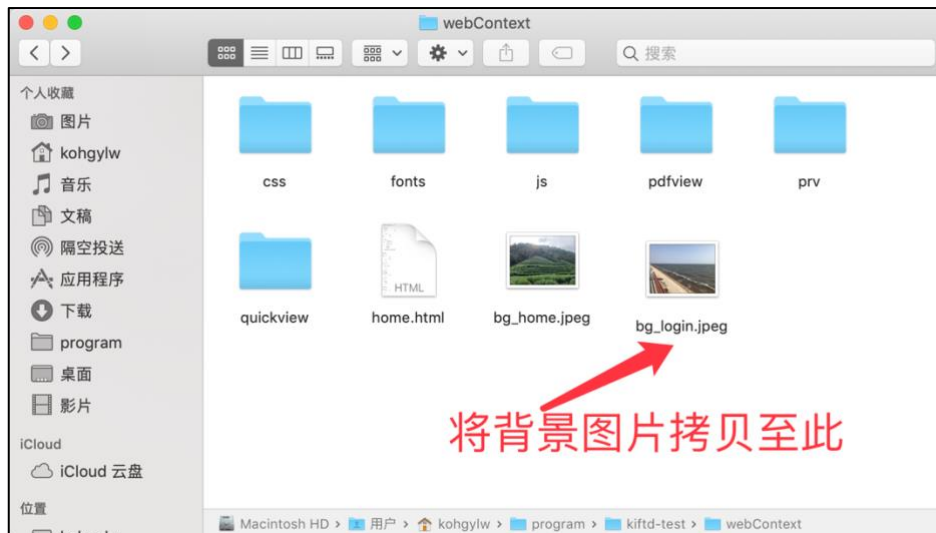 webContext
搜索
个人收藏
图片
kohgylw
音乐
文稿
隔空投送
应用程序
下载
program
桌面
影片
iCloud
iCloud 云盘
位置
css
fonts
js
pdfview
prv
HTML
quickview
home.html
bg_home.jpeg
bg_login.jpeg
将背景图片拷贝至此
Macintosh HD › 用户 › kohgylw › program › kiftd-test › webContext